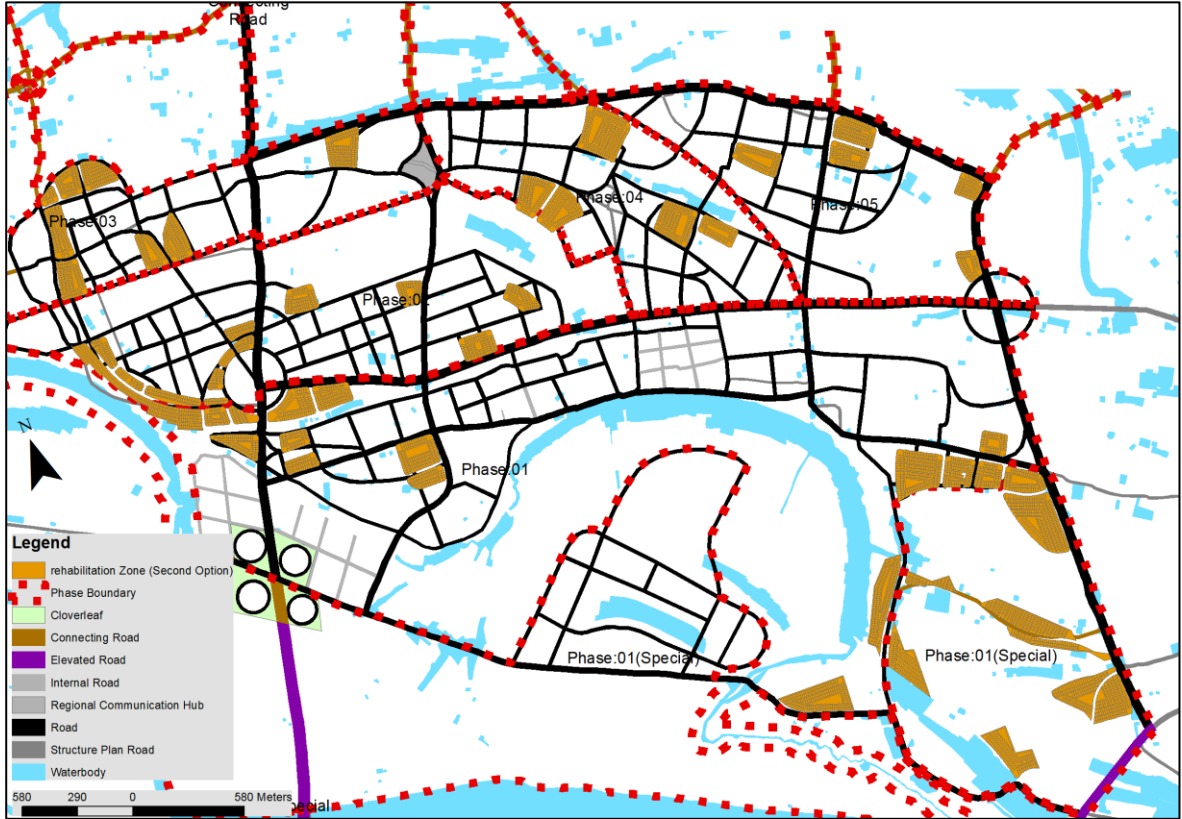 Road
Phase:03
Phase:04
Phase:05
Phase:02
Phase:01
N
Phase:01(Special)
Phase:01(Special)
Legend
rehabilitation Zone (Second Option)
Phase Boundary
Cloverleaf
Connecting Road
Elevated Road
Internal Road
Regional Communication Hub
Road
Structure Plan Road
Waterbody
580 290 0 580 Meters